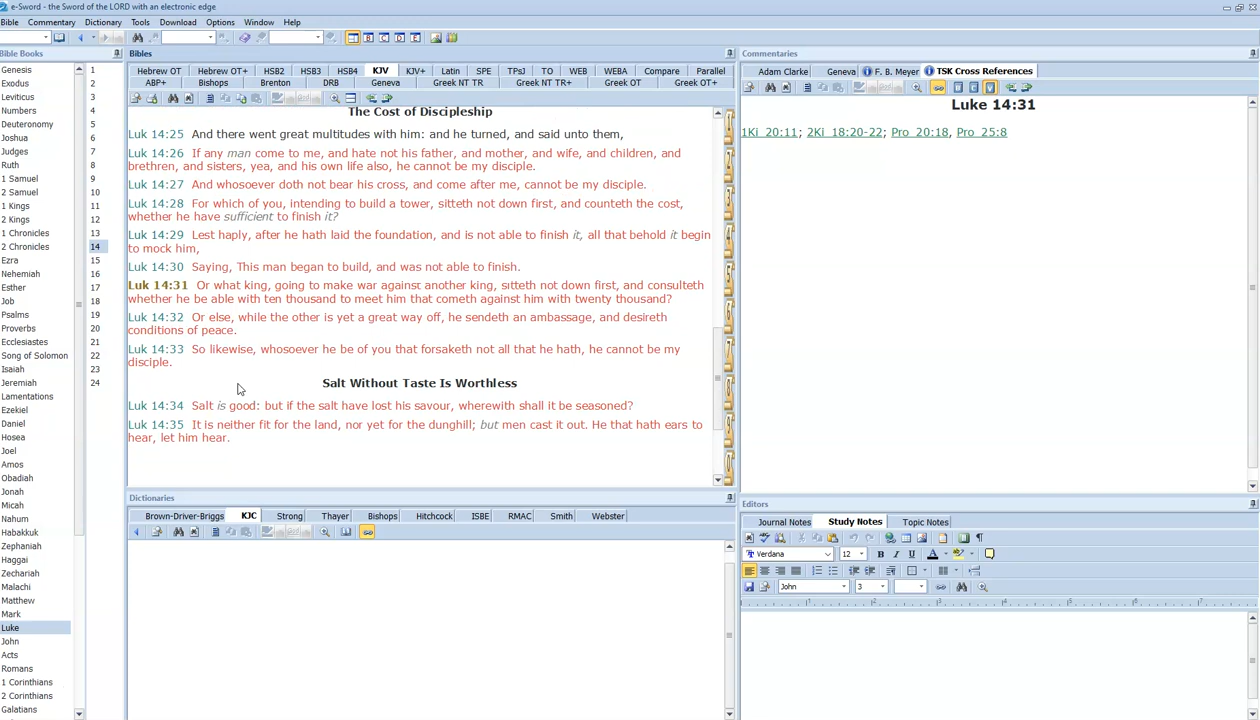 e-Sword - the Sword of the LORD with an electronic edge
Bible Commentary Dictionary Tools Download Options Window Help
B C D E
Bible Books
Genesis
Exodus
Leviticus
Numbers
Deuteronomy
Joshua
Judges
Ruth
1 Samuel
2 Samuel
1 Kings
2 Kings
1 Chronicles
2 Chronicles
Ezra
Nehemiah
Esther
Job
Psalms
Proverbs
Ecclesiastes
Song of Solomon
Isaiah
Jeremiah
Lamentations
Ezekiel
Daniel
Hosea
Joel
Amos
Obadiah
Jonah
Micah
Nahum
Habakkuk
Zephaniah
Haggai
Zechariah
Malachi
Matthew
Mark
Luke
John
Acts
Romans
1 Corinthians
2 Corinthians
Galatians
1
2
3
4
5
6
7
8
9
10
11
12
13
14
15
16
17
18
19
20
21
22
23
24
Bibles
Hebrew OT Hebrew OT+ HSB2 HSB3 HSB4 KJV KJV+ Latin SPE TPsJ TO WEB WEBA Compare Parallel
ABP+ Bishops Brenton DRB Geneva Greek NT TR Greek NT TR+ Greek OT Greek OT+
The Cost of Discipleship
Luk 14:25 And there went great multitudes with him: and he turned, and said unto them,
Luk 14:26 If any man come to me, and hate not his father, and mother, and wife, and children, and
brethren, and sisters, yea, and his own life also, he cannot be my disciple.
Luk 14:27 And whosoever doth not bear his cross, and come after me, cannot be my disciple.
Luk 14:28 For which of you, intending to build a tower, sitteth not down first, and counteth the cost,
whether he have sufficient to finish it?
Luk 14:29 Lest haply, after he hath laid the foundation, and is not able to finish it, all that behold it begin
to mock him,
Luk 14:30 Saying, This man began to build, and was not able to finish.
Luk 14:31 Or what king, going to make war against another king, sitteth not down first, and consulteth
whether he be able with ten thousand to meet him that cometh against him with twenty thousand?
Luk 14:32 Or else, while the other is yet a great way off, he sendeth an ambassage, and desireth
conditions of peace.
Luk 14:33 So likewise, whosoever he be of you that forsaketh not all that he hath, he cannot be my
disciple.
Salt Without Taste Is Worthless
Luk 14:34 Salt is good: but if the salt have lost his savour, wherewith shall it be seasoned?
Luk 14:35 It is neither fit for the land, nor yet for the dunghill; but men cast it out. He that hath ears to
hear, let him hear.
Dictionaries
Brown-Driver-Briggs KJC Strong Thayer Bishops Hitchcock ISBE RMAC Smith Webster
Commentaries
Adam Clarke Geneva F. B. Meyer TSK Cross References
Luke 14:31
1Ki 20:11; 2Ki 18:20-22; Pro 20:18, Pro 25:8
Editors
Journal Notes Study Notes Topic Notes
Verdana 12 B I U A
John 3
1 2 3 4 5 6 7